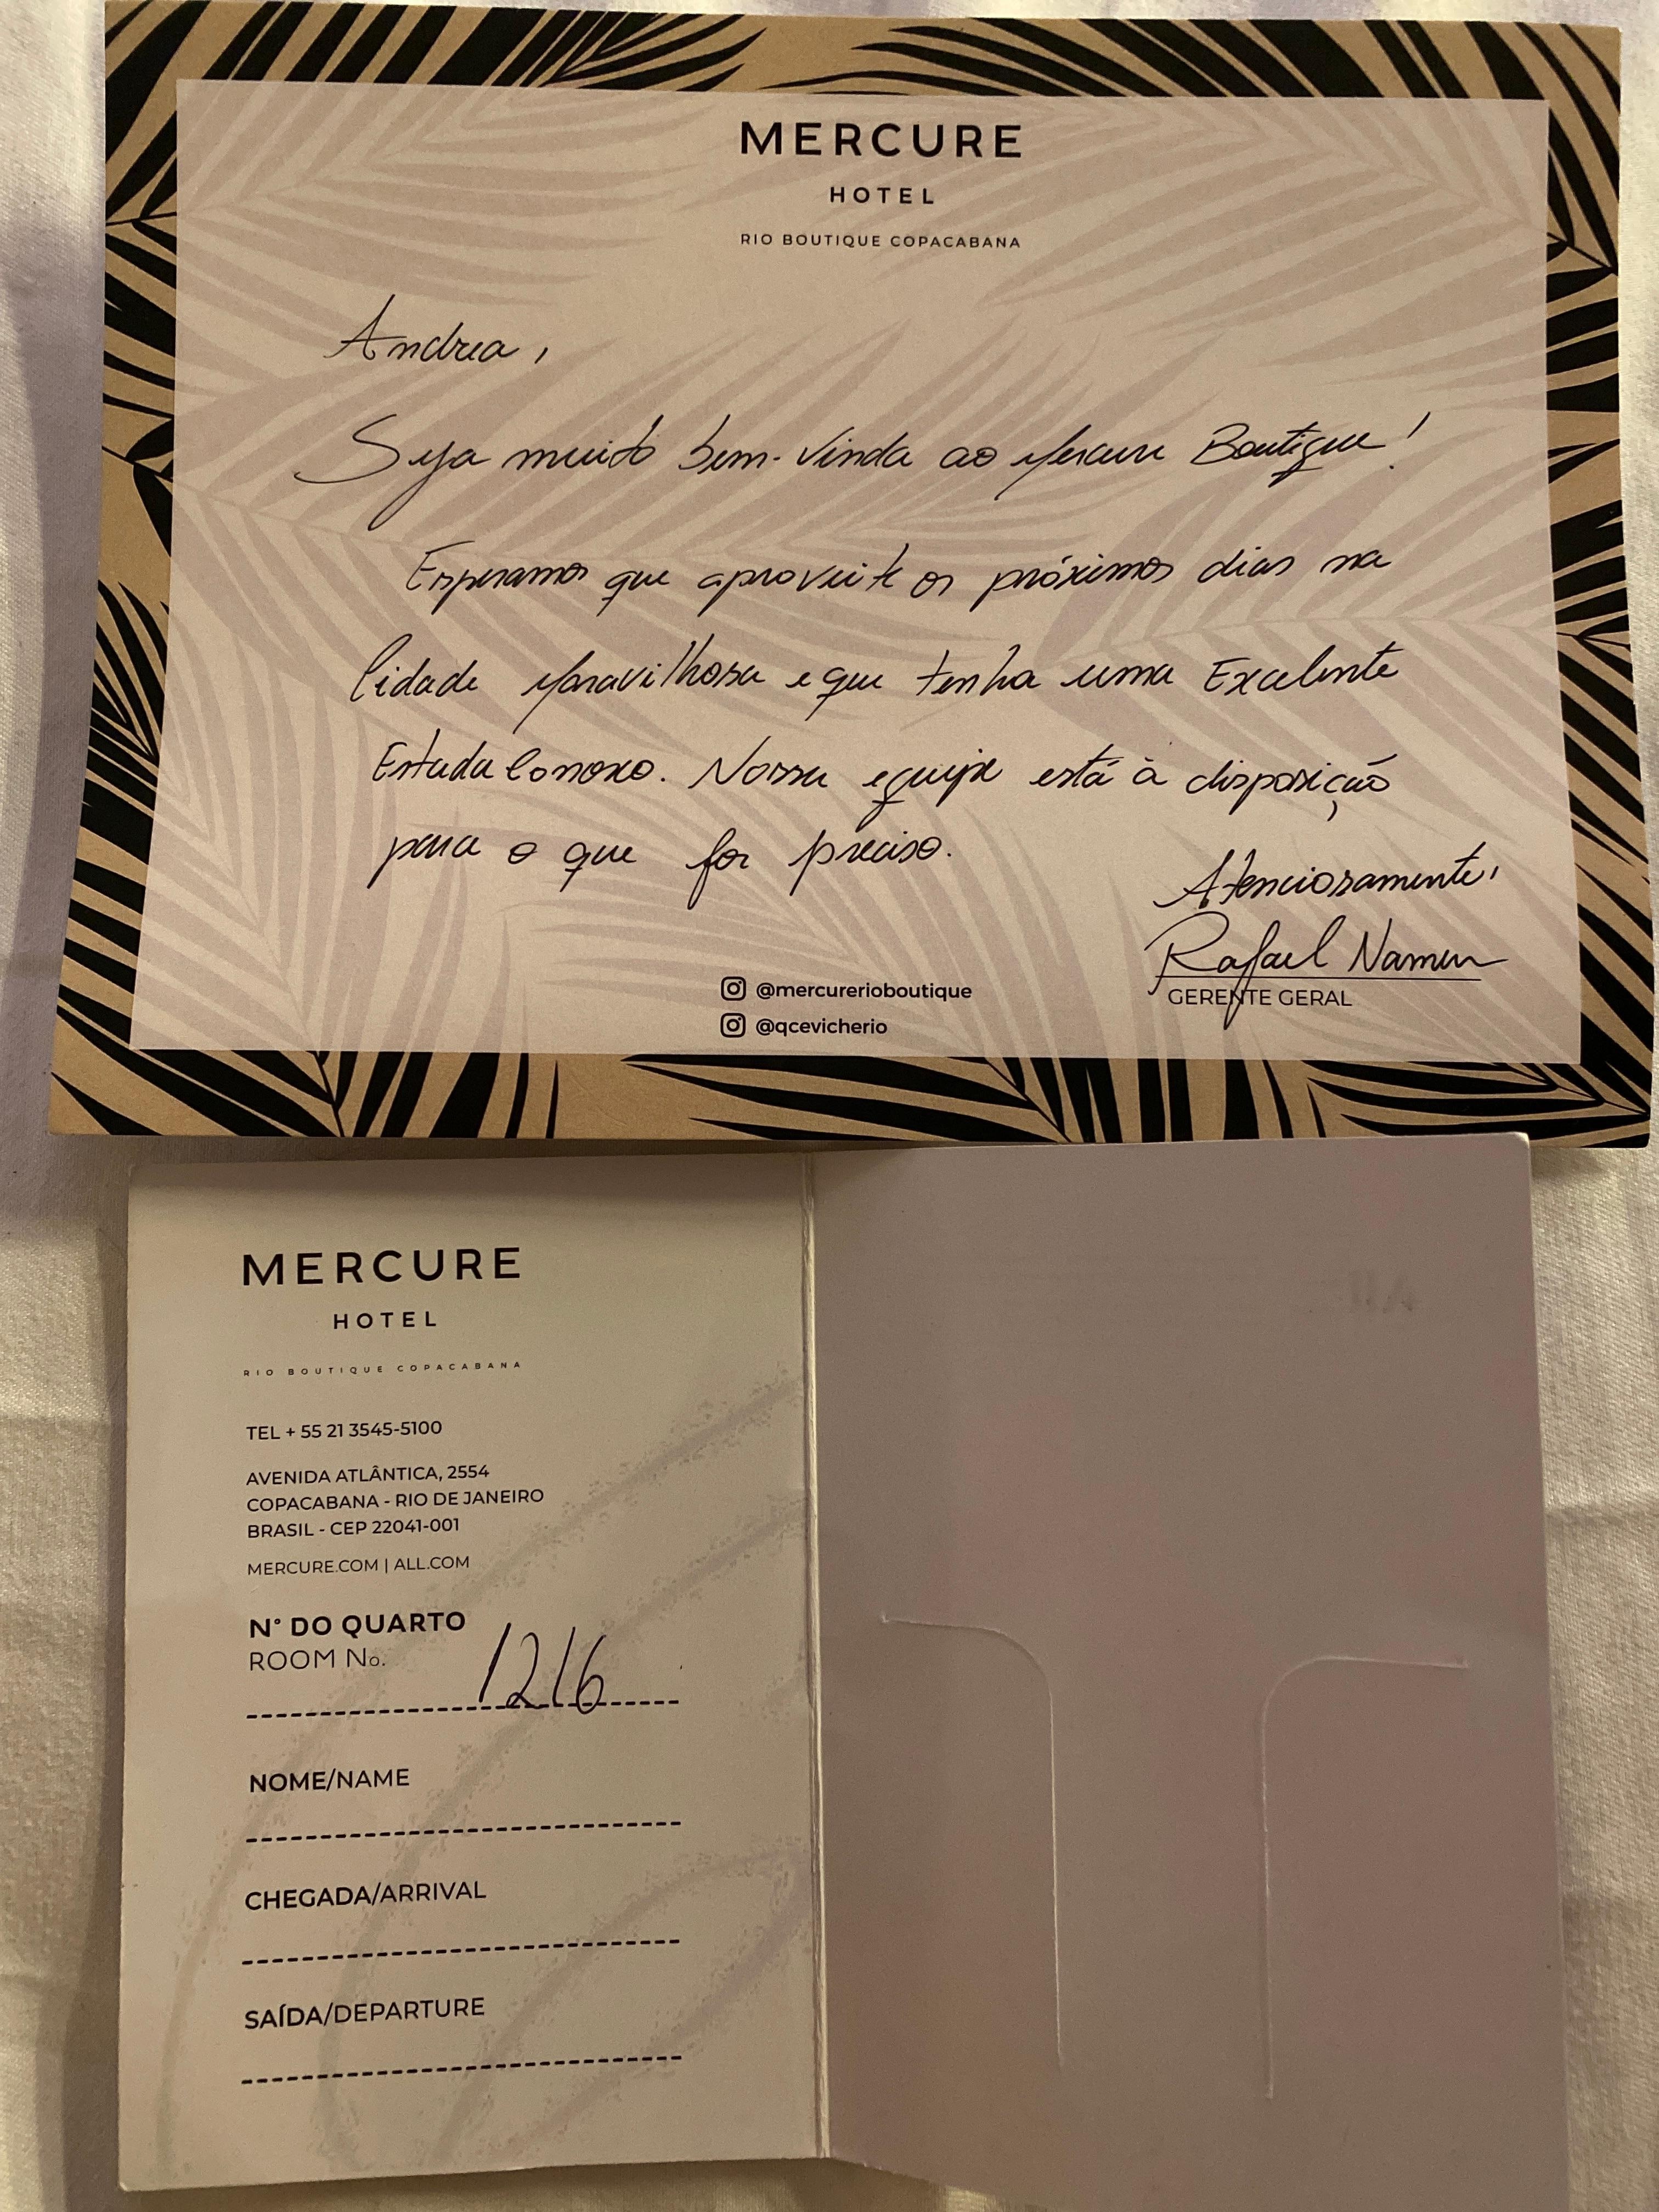 MERCURE
HOTEL
RIO BOUTIQUE COPACABANA
Andrea,
Seja muito bem-vinda ao Mercure Boutique!
Esperamos que aproveite os próximos dias na
Cidade Maravilhosa e que tenha uma Excelente
Estada Conosco. Nossa equipe está à disposição
para o que for preciso.
Atenciosamente,
Rafael Namen
GERENTE GERAL
@mercurerioboutique
@qcevicherio
MERCURE
HOTEL
RIO BOUTIQUE COPACABANA
TEL + 55 21 3545-5100
AVENIDA ATLÂNTICA, 2554
COPACABANA - RIO DE JANEIRO
BRASIL - CEP 22041-001
MERCURE.COM | ALL.COM
N° DO QUARTO
ROOM No.
1216
NOME/NAME
CHEGADA/ARRIVAL
SAÍDA/DEPARTURE